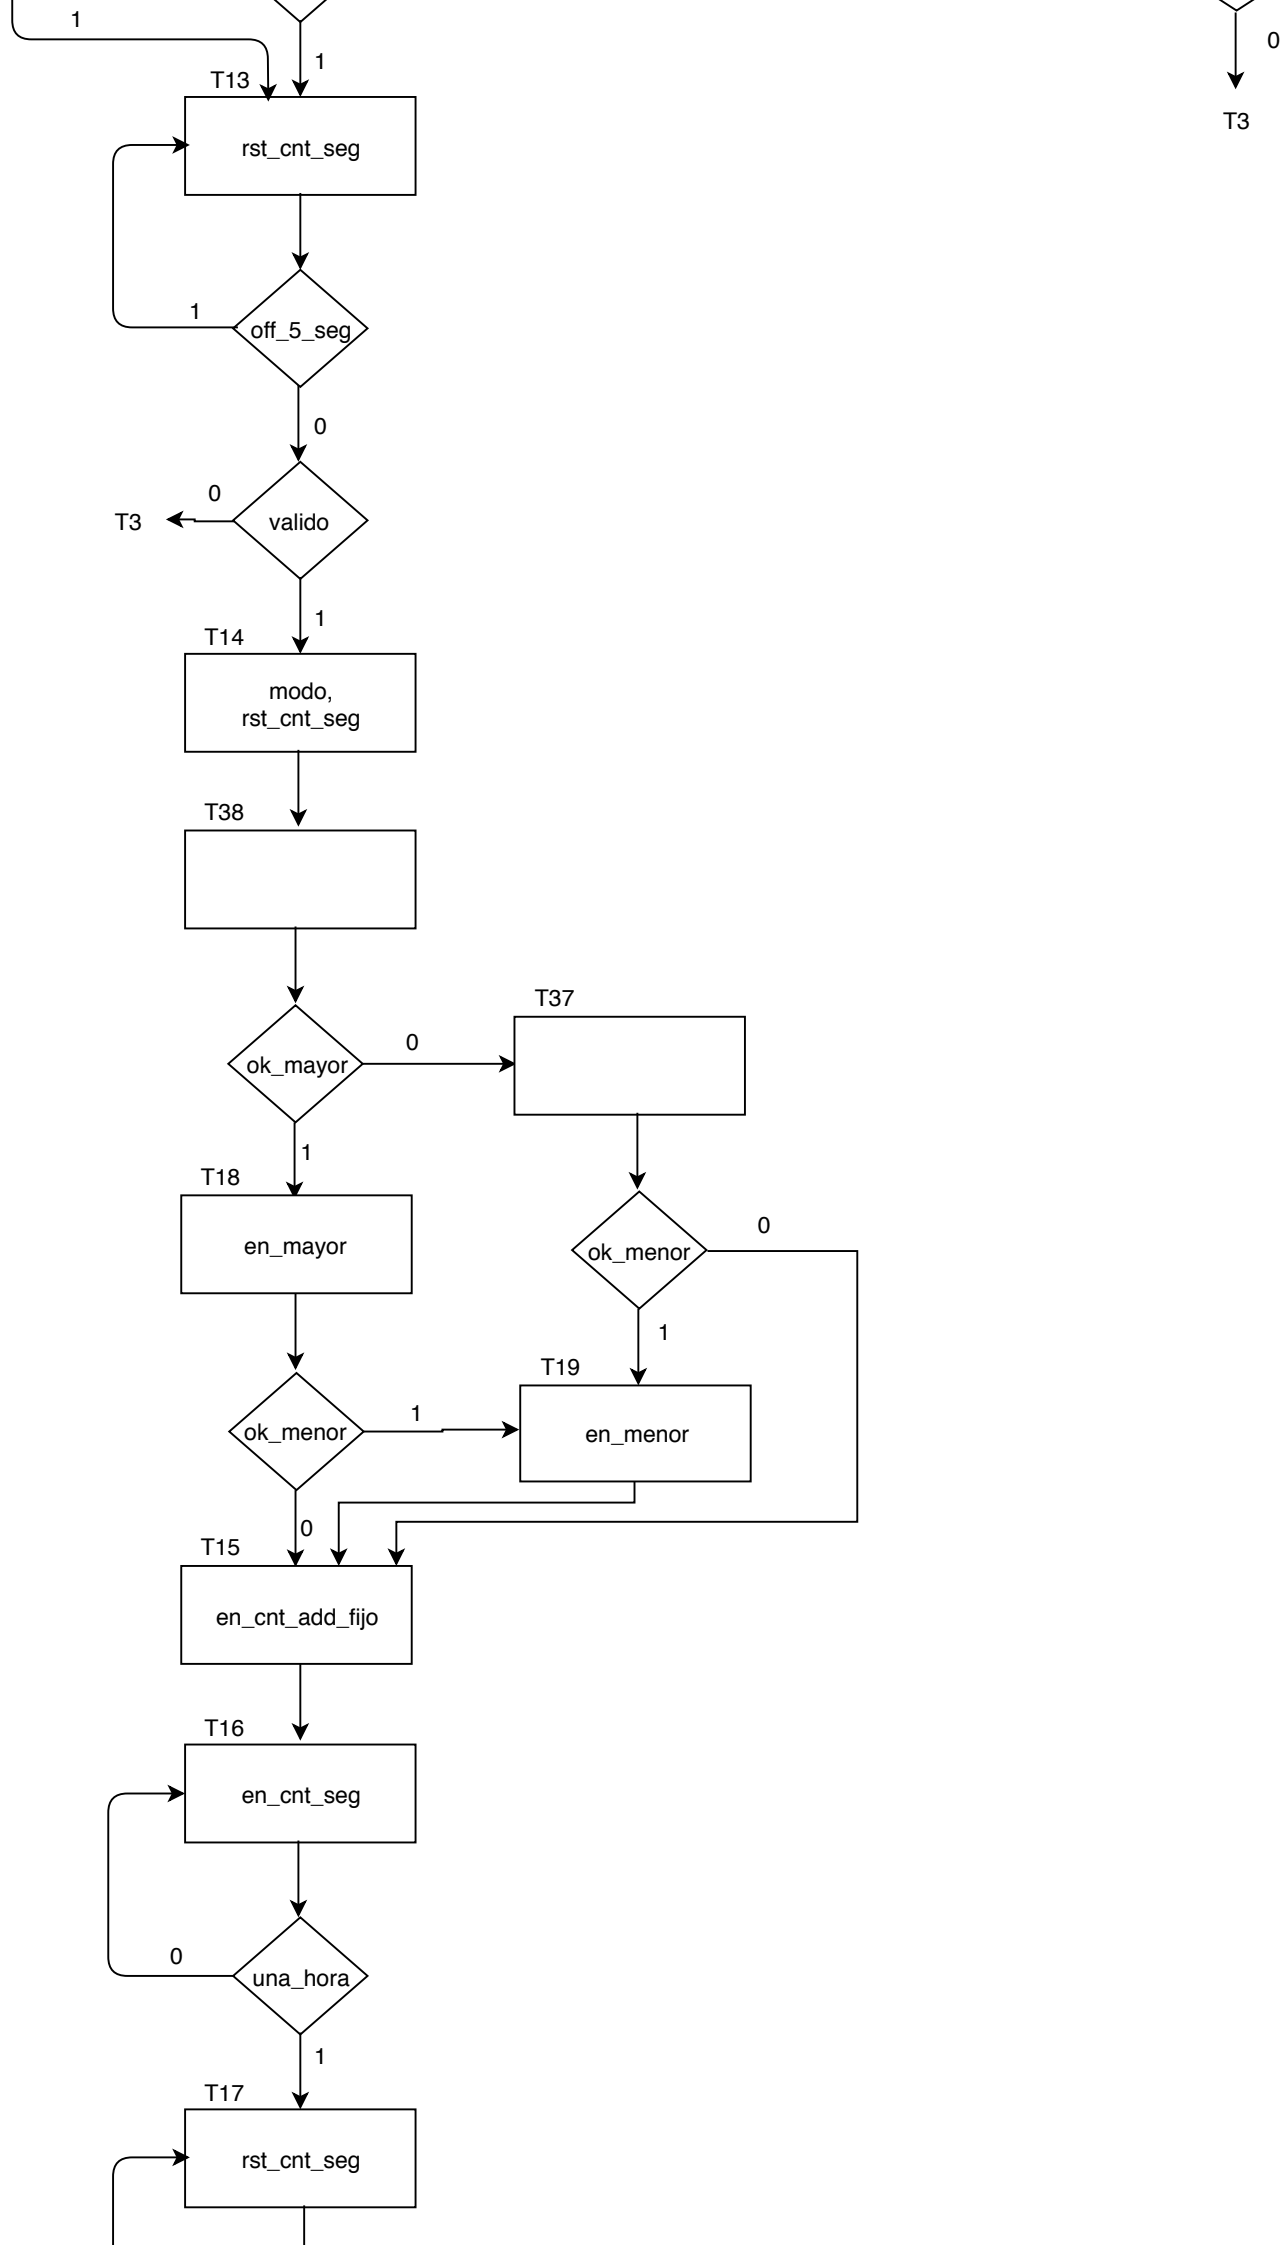 1
0
1
T13
T3
rst_cnt_seg
1
off_5_seg
0
0
T3
valido
1
T14
modo,
rst_cnt_seg
T38
T37
0
ok_mayor
1
T18
0
en_mayor
ok_menor
1
T19
1
ok_menor
en_menor
0
T15
en_cnt_add_fijo
T16
en_cnt_seg
0
una_hora
1
T17
rst_cnt_seg